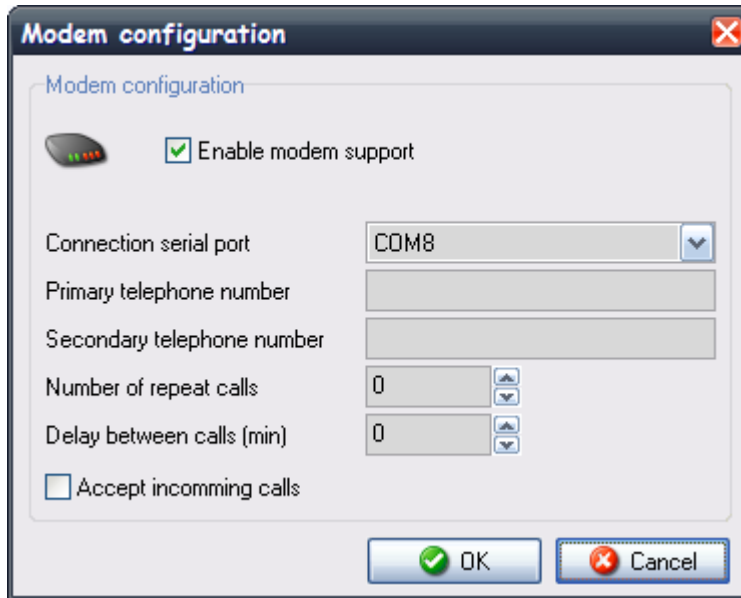 Modem configuration
Modem configuration
Enable modem support
Connection serial port COM8
Primary telephone number
Secondary telephone number
Number of repeat calls 0
Delay between calls (min) 0
Accept incomming calls
OK Cancel